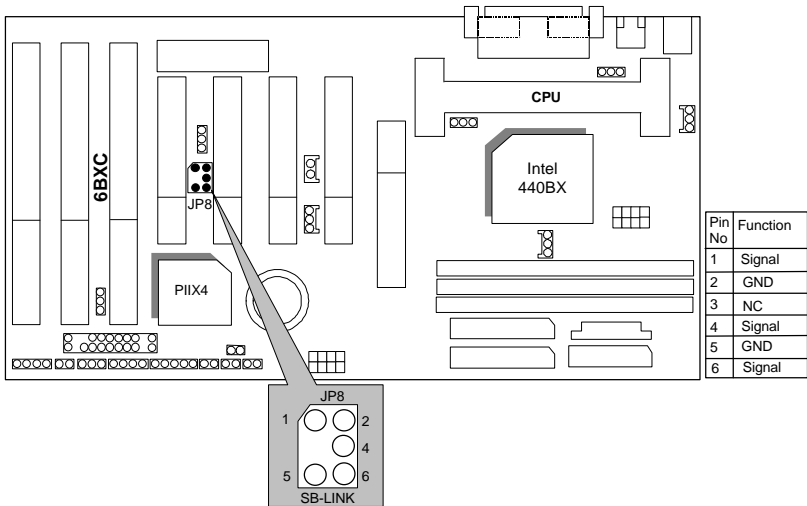 CPU
6BXC
Intel
440BX
JP8
PIIX4
Pin No Function
1 Signal
2 GND
3 NC
4 Signal
5 GND
6 Signal
JP8
1 2
4
5 6
SB-LINK